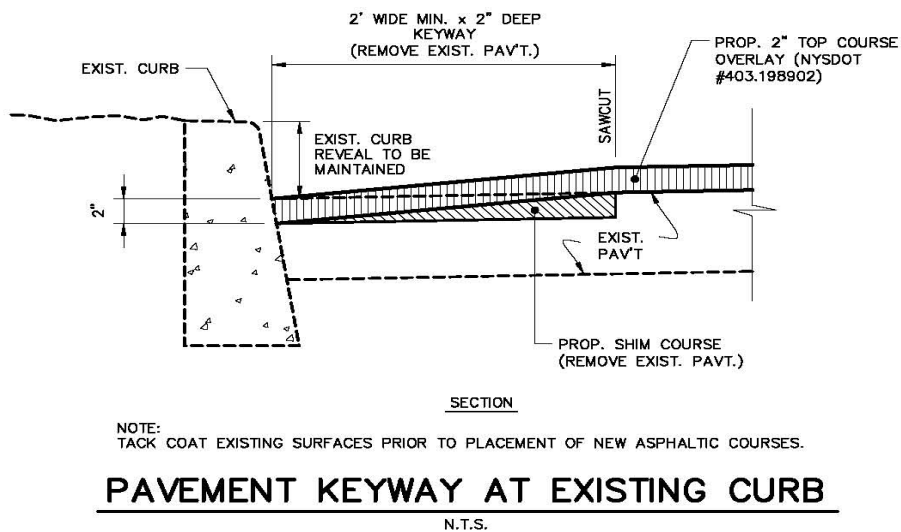 2' WIDE MIN. x 2" DEEP
KEYWAY
(REMOVE EXIST. PAV'T.)
PROP. 2" TOP COURSE
OVERLAY (NYSDOT
#403.198902)
EXIST. CURB
SAWCUT
EXIST. CURB
REVEAL TO BE
MAINTAINED
2"
EXIST.
PAV'T
PROP. SHIM COURSE
(REMOVE EXIST. PAVT.)
SECTION
NOTE:
TACK COAT EXISTING SURFACES PRIOR TO PLACEMENT OF NEW ASPHALTIC COURSES.
PAVEMENT KEYWAY AT EXISTING CURB
N.T.S.